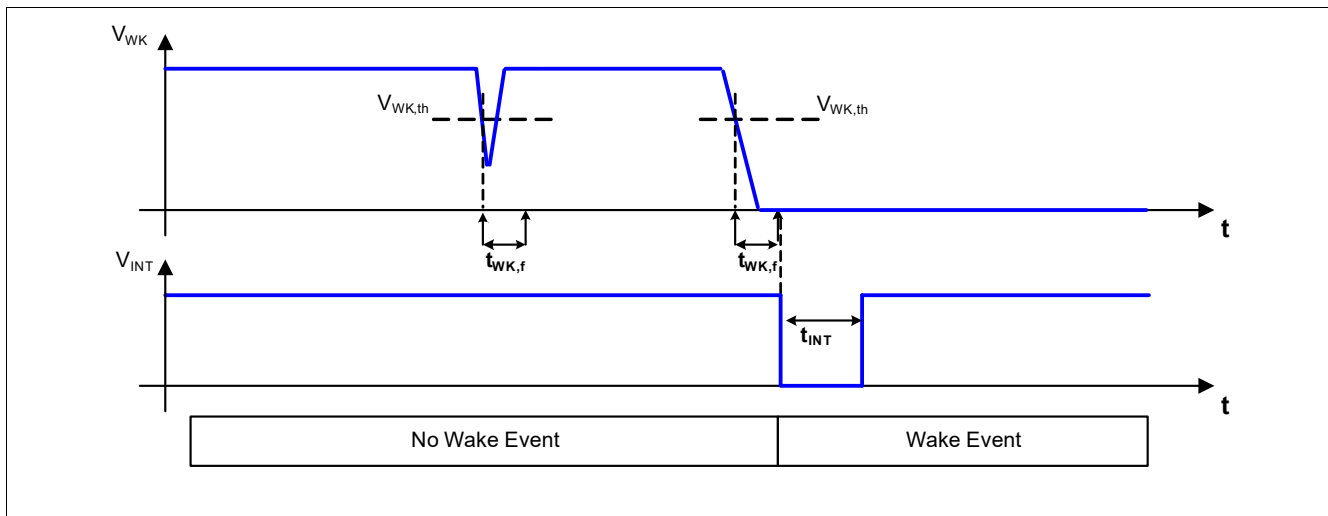 VWK
VWK,th
VWK,th
t
tWK,f
tWK,f
VINT
tINT
t
No Wake Event
Wake Event